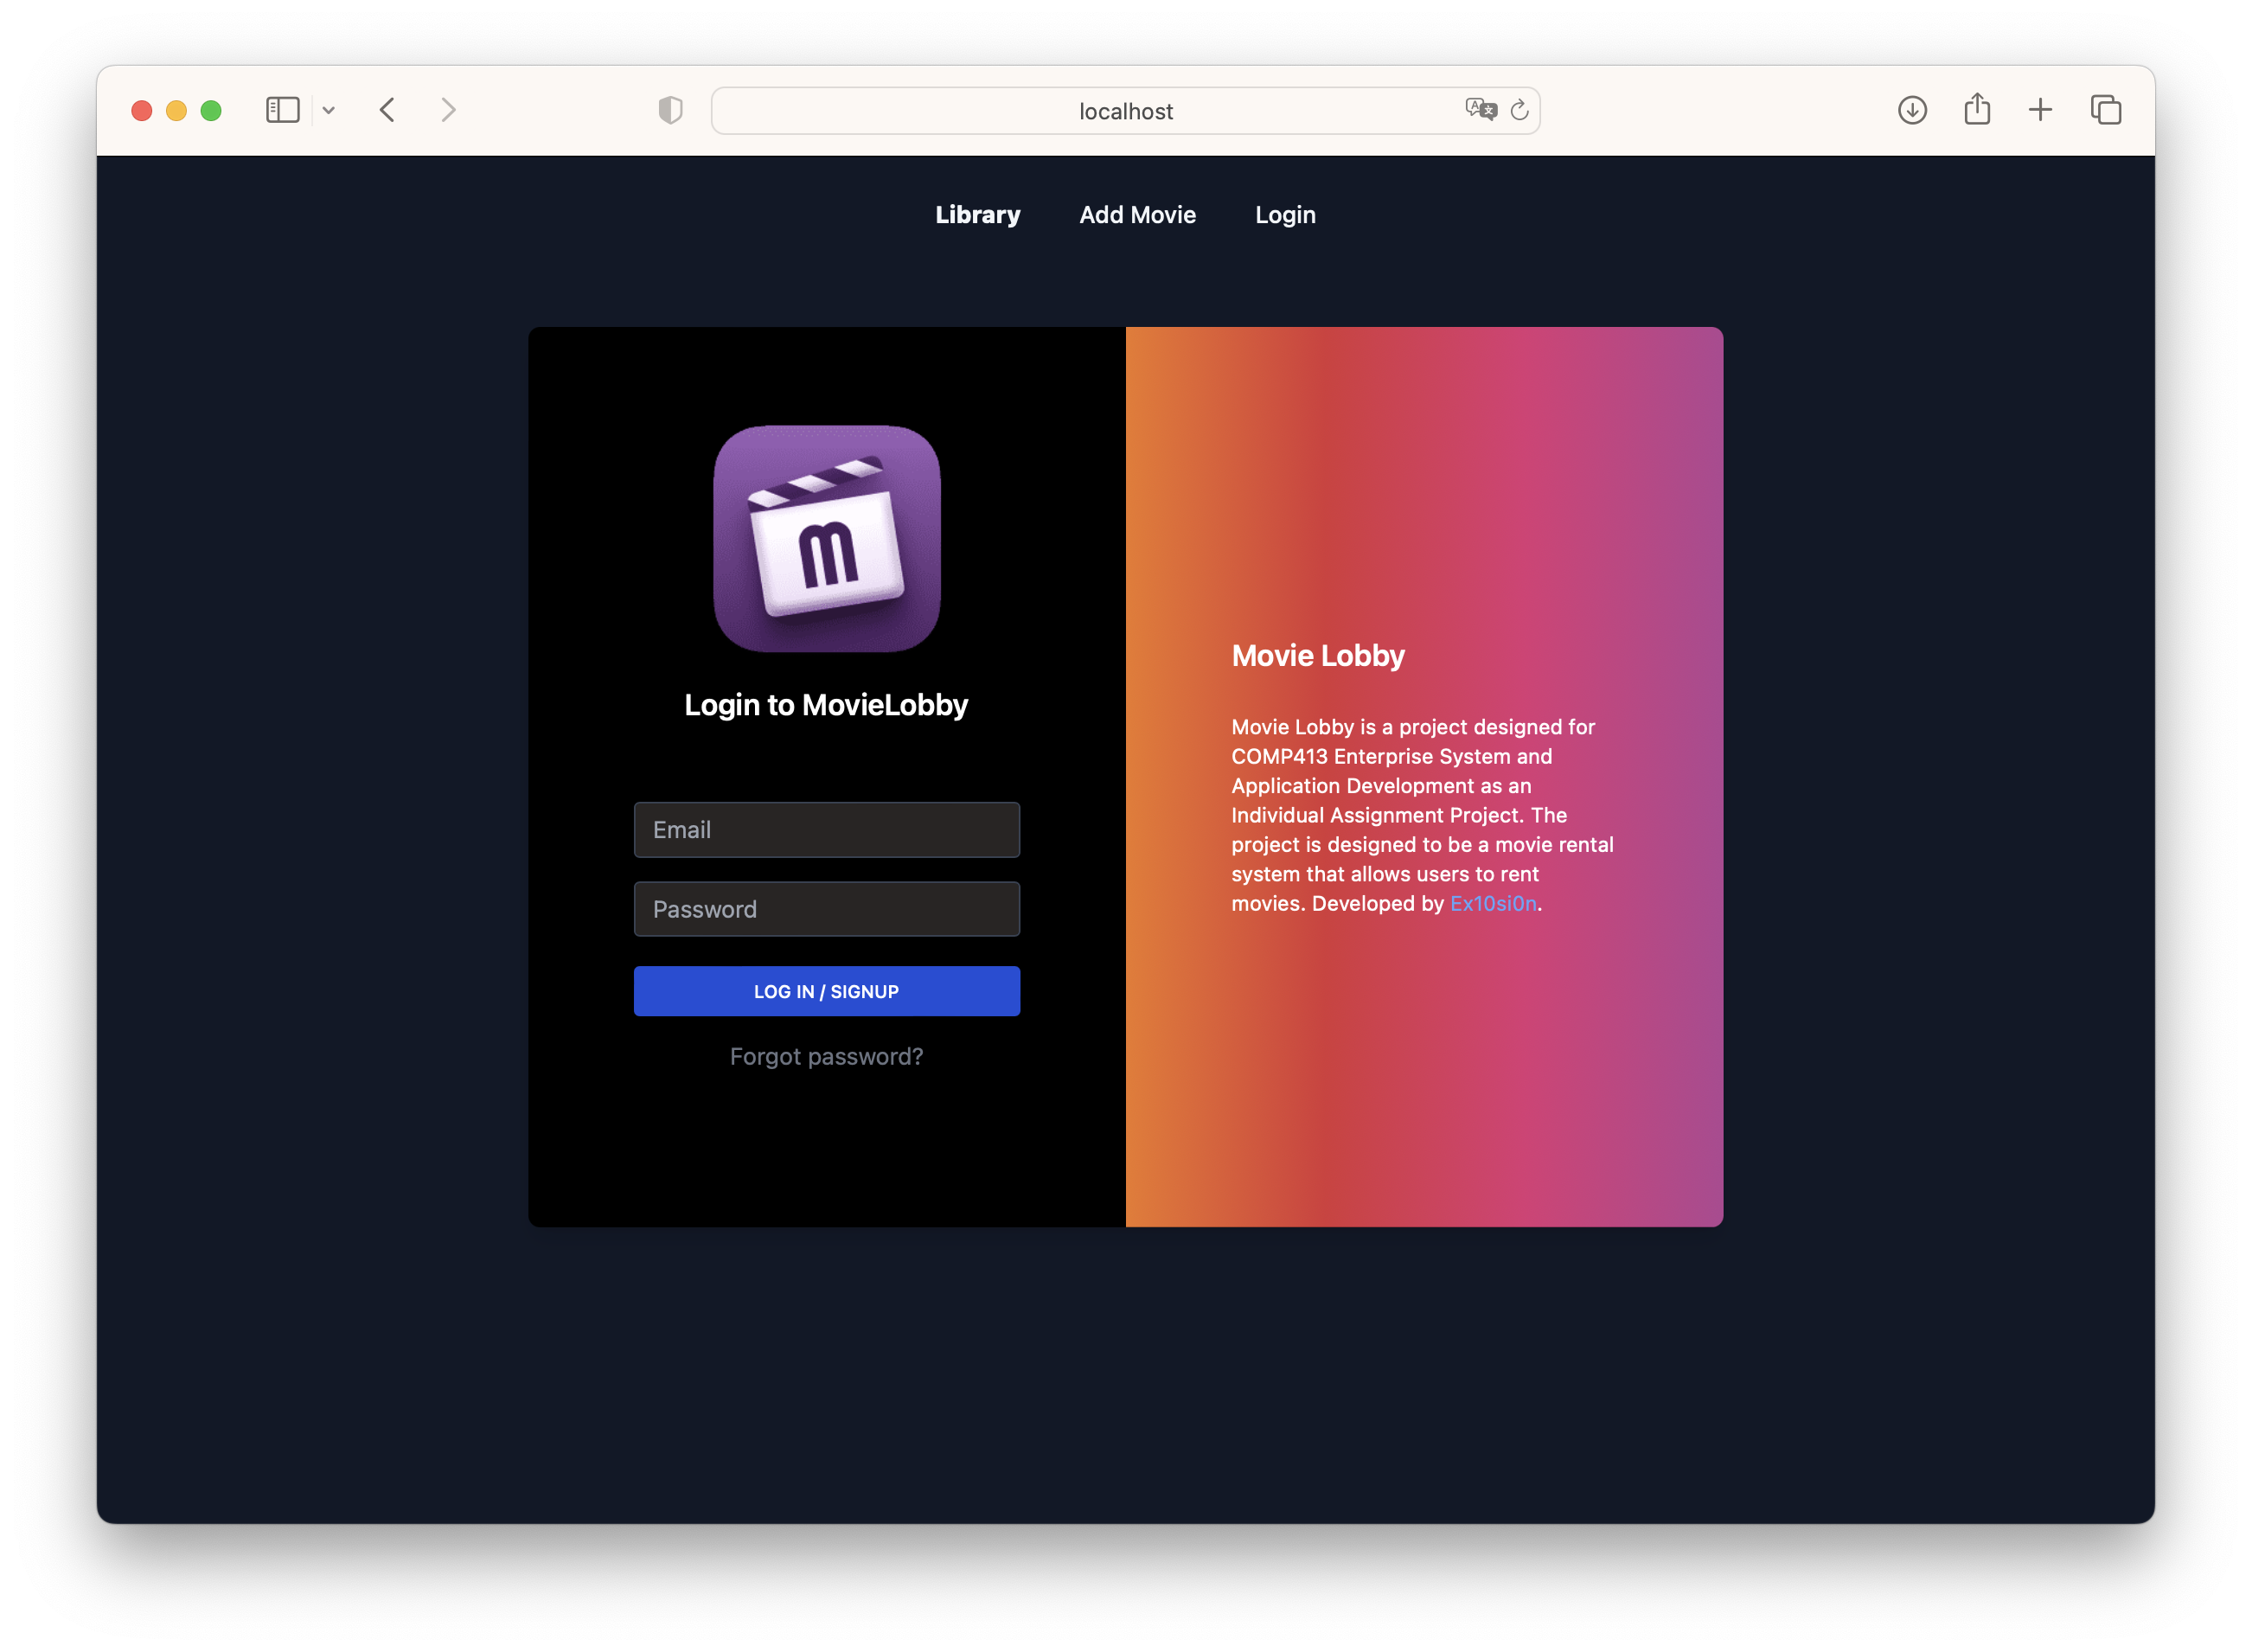 localhost
Library Add Movie Login
m
Login to MovieLobby
Email
Password
LOG IN / SIGNUP
Forgot password?
Movie Lobby
Movie Lobby is a project designed for
COMP413 Enterprise System and
Application Development as an
Individual Assignment Project. The
project is designed to be a movie rental
system that allows users to rent
movies. Developed by Ex10si0n.